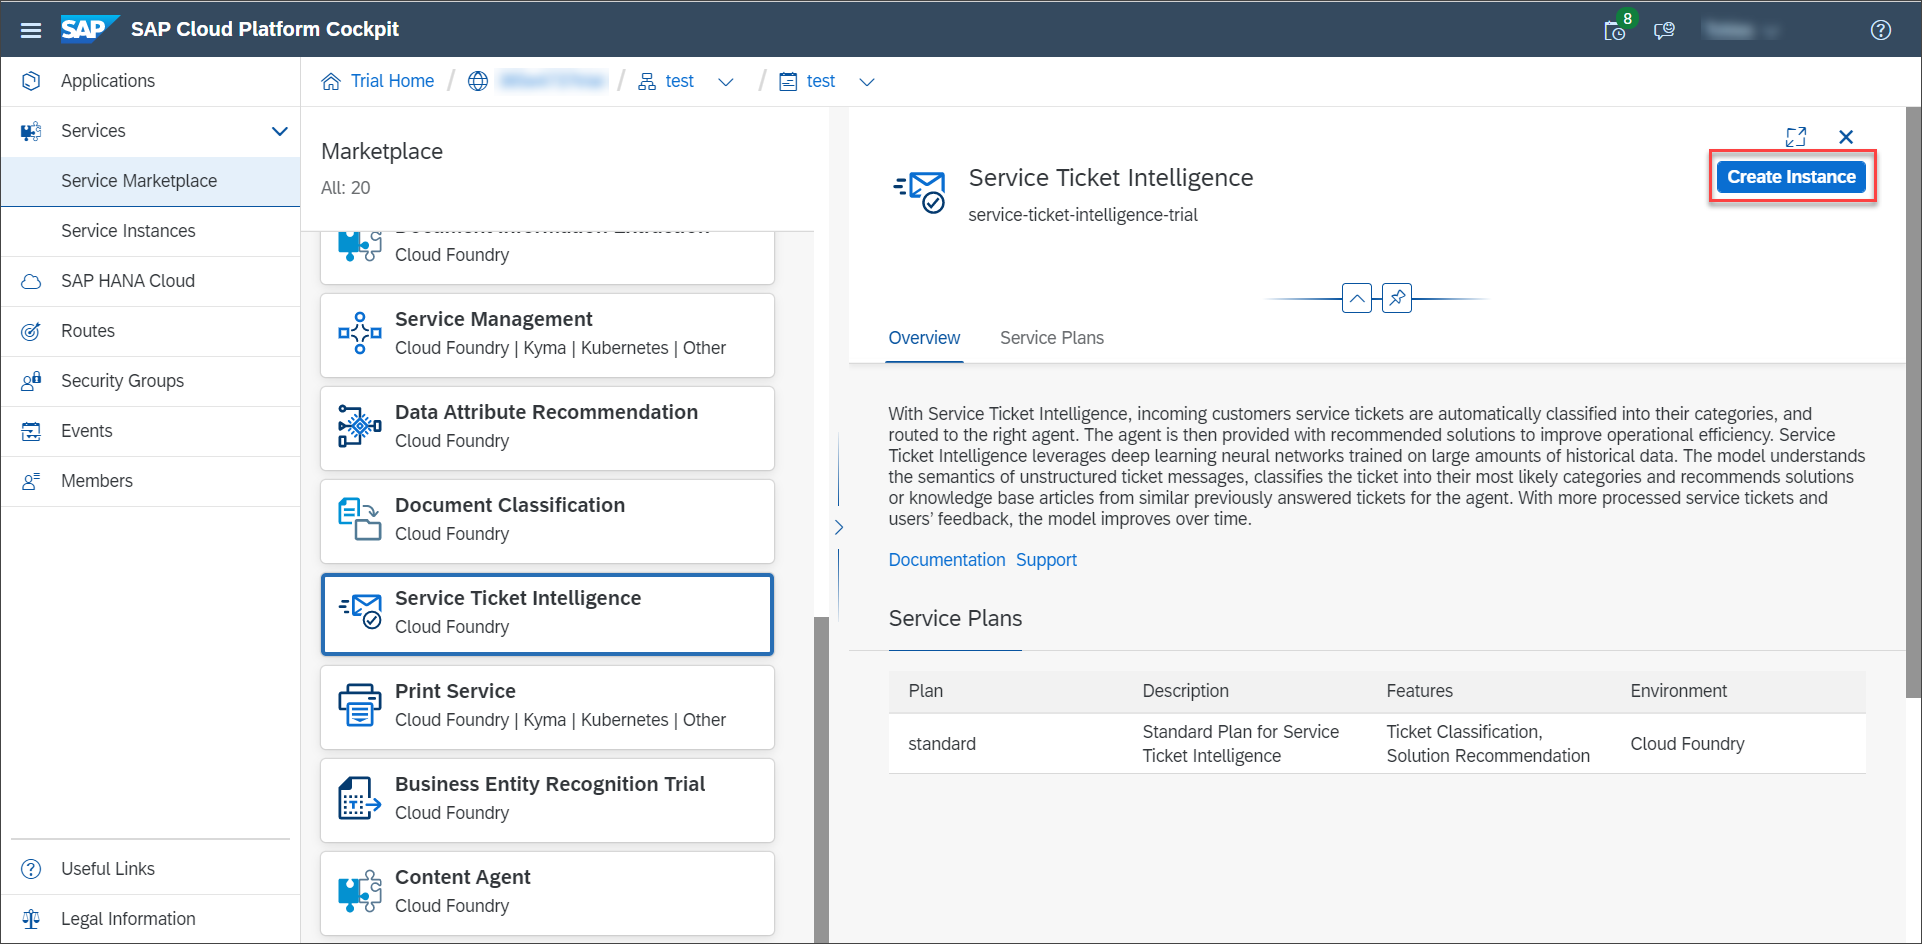 SAP SAP Cloud Platform Cockpit
8
Applications
Services
Service Marketplace
Service Instances
SAP HANA Cloud
Routes
Security Groups
Events
Members
Useful Links
Legal Information
Trial Home / / test / test
Marketplace
All: 20
Document Information Extraction
Cloud Foundry
Service Management
Cloud Foundry | Kyma | Kubernetes | Other
Data Attribute Recommendation
Cloud Foundry
Document Classification
Cloud Foundry
Service Ticket Intelligence
Cloud Foundry
Print Service
Cloud Foundry | Kyma | Kubernetes | Other
Business Entity Recognition Trial
Cloud Foundry
Content Agent
Cloud Foundry
Service Ticket Intelligence
service-ticket-intelligence-trial
Create Instance
Overview Service Plans
With Service Ticket Intelligence, incoming customers service tickets are automatically classified into their categories, and
routed to the right agent. The agent is then provided with recommended solutions to improve operational efficiency. Service
Ticket Intelligence leverages deep learning neural networks trained on large amounts of historical data. The model understands
the semantics of unstructured ticket messages, classifies the ticket into their most likely categories and recommends solutions
or knowledge base articles from similar previously answered tickets for the agent. With more processed service tickets and
users’ feedback, the model improves over time.
Documentation Support
Service Plans
Plan Description Features Environment
standard
Standard Plan for Service
Ticket Intelligence
Ticket Classification,
Solution Recommendation
Cloud Foundry